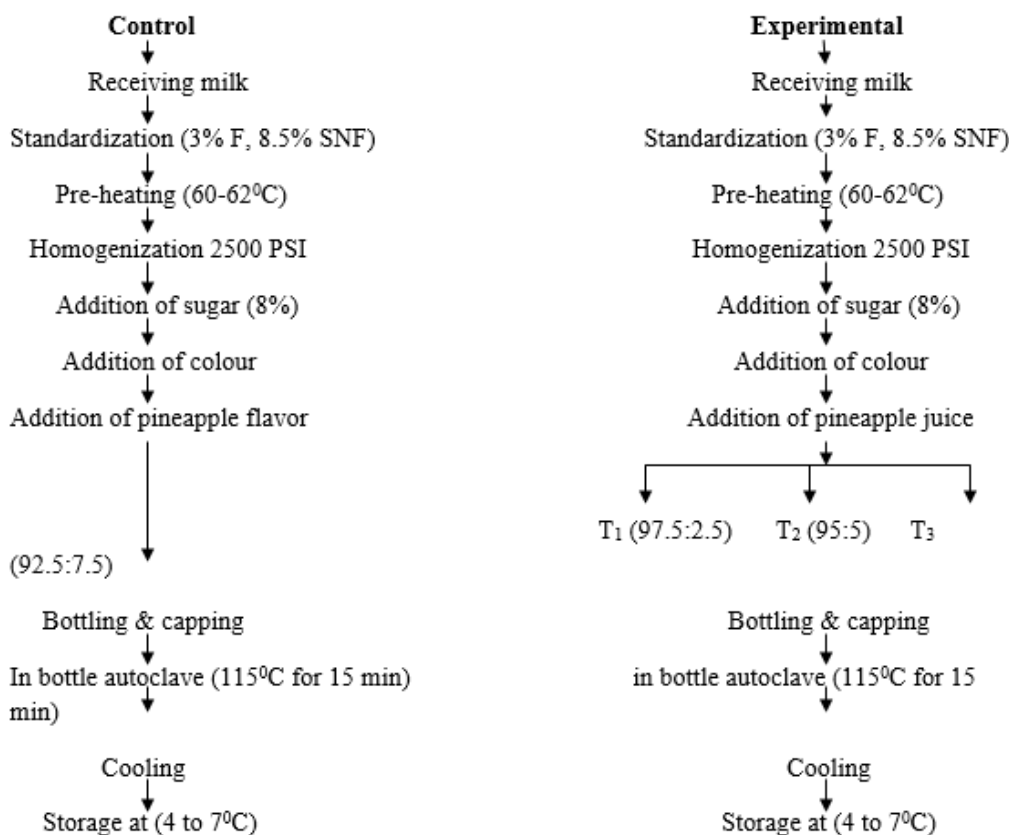 Control Experimental
Receiving milk Receiving milk
Standardization (3% F, 8.5% SNF) Standardization (3% F, 8.5% SNF)
Pre-heating (60-62⁰C) Pre-heating (60-62⁰C)
Homogenization 2500 PSI Homogenization 2500 PSI
Addition of sugar (8%) Addition of sugar (8%)
Addition of colour Addition of colour
Addition of pineapple flavor Addition of pineapple juice
T₁ (97.5:2.5) T₂ (95:5) T₃
(92.5:7.5)
Bottling & capping Bottling & capping
In bottle autoclave (115⁰C for 15 min) in bottle autoclave (115⁰C for 15
min)
Cooling Cooling
Storage at (4 to 7⁰C) Storage at (4 to 7⁰C)